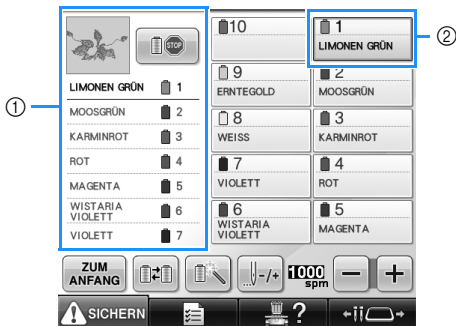 STOP
LIMONEN GRÜN 1
MOOSGRÜN 2
KARMINROT 3
ROT 4
MAGENTA 5
WISTARIA
VIOLETT 6
VIOLETT 7
10
1
LIMONEN GRÜN
9
ERNTEGOLD
2
MOOSGRÜN
8
WEISS
3
KARMINROT
7
VIOLETT
4
ROT
6
WISTARIA
VIOLETT
5
MAGENTA
①
②
ZUM
ANFANG
-/+
1000
spm
− +
SICHERN
?